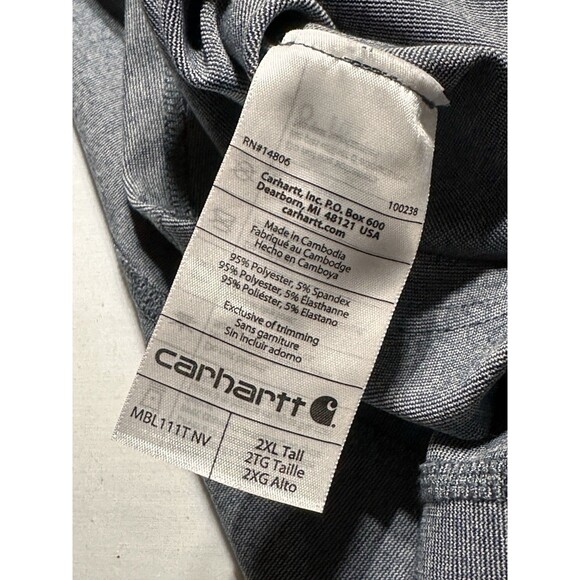 RN#14806
100238
Carhartt, Inc. P.O. Box 600
Dearborn, MI 48121 USA
carhartt.com
Made in Cambodia
Fabriqué au Cambodge
Hecho en Camboya
95% Polyester, 5% Spandex
95% Polyester, 5% Élasthanne
95% Poliéster, 5% Elastano
Exclusive of trimming
Sans garniture
Sin incluir adorno
carhartt
MBL111T NV
2XL Tall
2TG Taille
2XG Alto